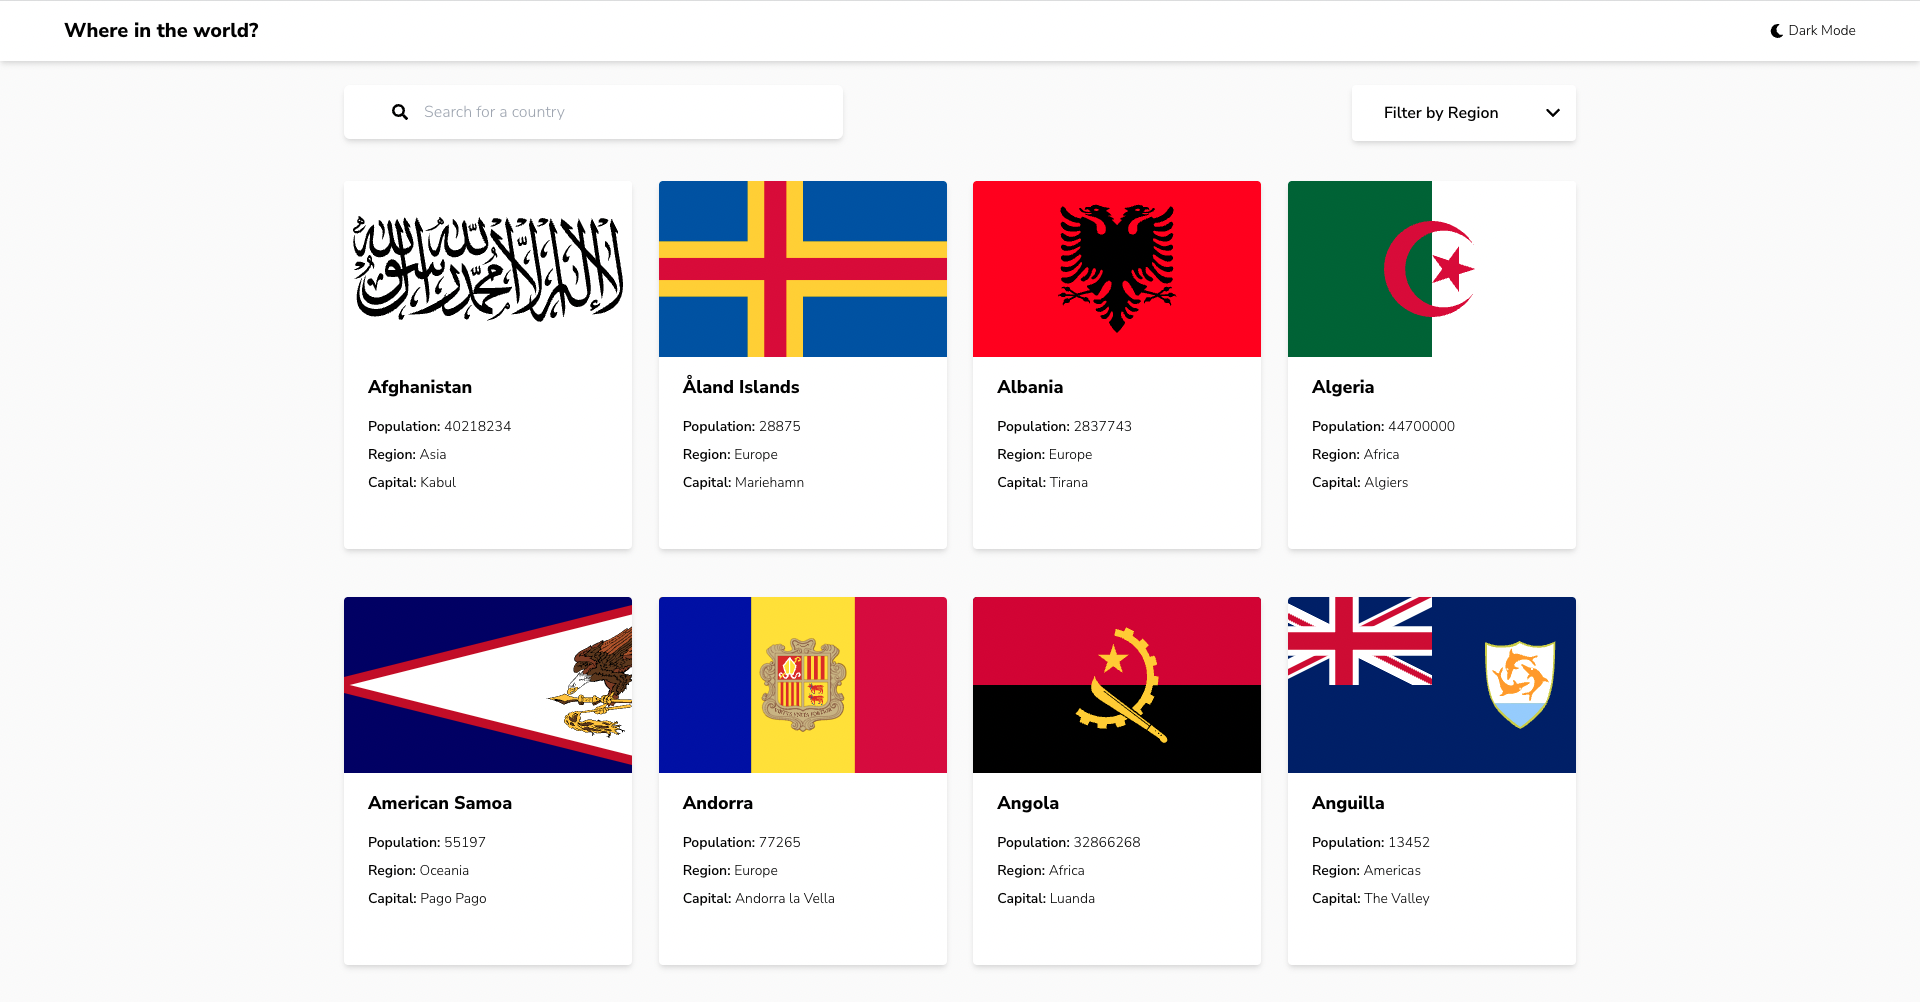 Where in the world?
Dark Mode
Search for a country
Filter by Region
لا إله إلا الله محمد رسول الله
Afghanistan
Population: 40218234
Region: Asia
Capital: Kabul
Åland Islands
Population: 28875
Region: Europe
Capital: Mariehamn
Albania
Population: 2837743
Region: Europe
Capital: Tirana
Algeria
Population: 44700000
Region: Africa
Capital: Algiers
American Samoa
Population: 55197
Region: Oceania
Capital: Pago Pago
Andorra
Population: 77265
Region: Europe
Capital: Andorra la Vella
Angola
Population: 32866268
Region: Africa
Capital: Luanda
Anguilla
Population: 13452
Region: Americas
Capital: The Valley